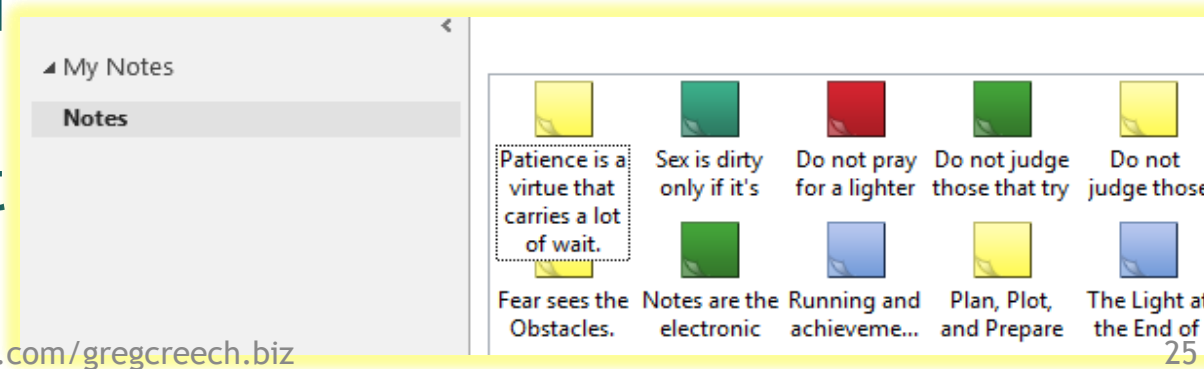 My Notes
Notes
Patience is a
virtue that
carries a lot
of wait.
Sex is dirty
only if it's
Do not pray
for a lighter
Do not judge
those that try
Do not
judge those
Fear sees the
Obstacles.
Notes are the
electronic
Running and
achieveme...
Plan, Plot,
and Prepare
The Light at
the End of
.com/gregcreech.biz
25